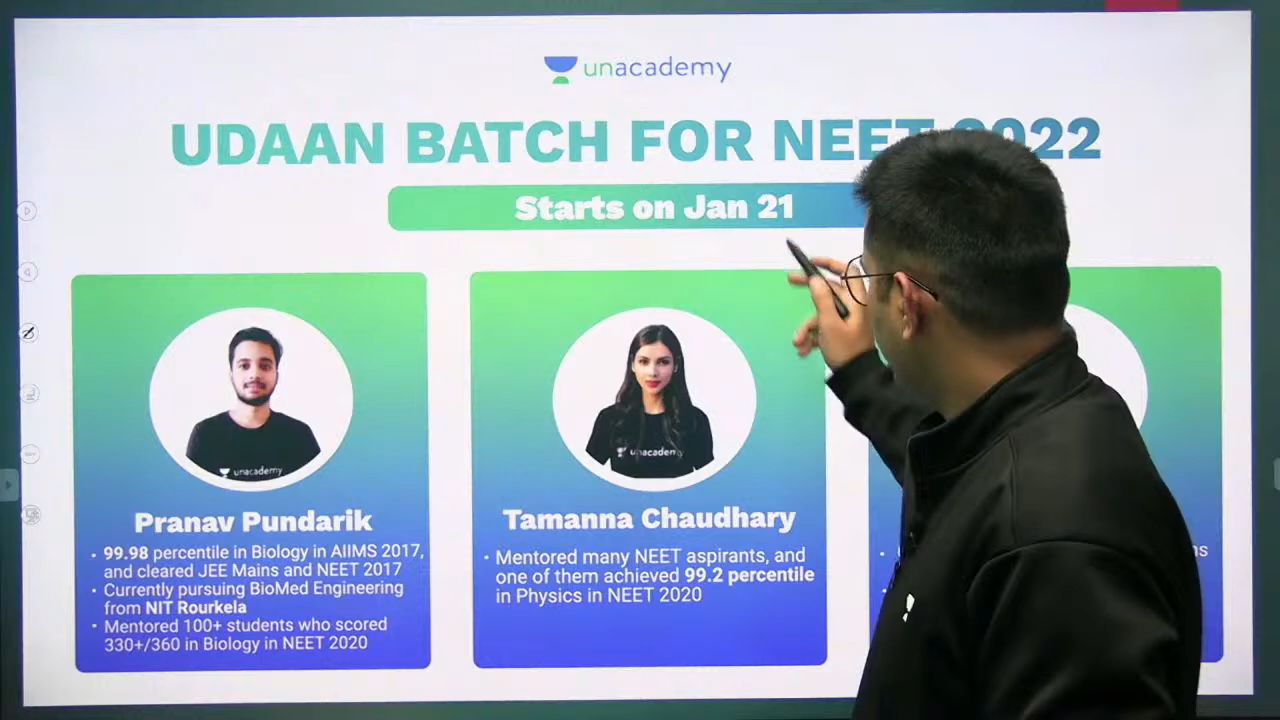 unacademy
UDAAN BATCH FOR NEET 2022
Starts on Jan 21
unacademy
Pranav Pundarik
• 99.98 percentile in Biology in AIIMS 2017,
and cleared JEE Mains and NEET 2017
• Currently pursuing BioMed Engineering
from NIT Rourkela
• Mentored 100+ students who scored
330+/360 in Biology in NEET 2020
unacademy
Tamanna Chaudhary
• Mentored many NEET aspirants, and
one of them achieved 99.2 percentile
in Physics in NEET 2020